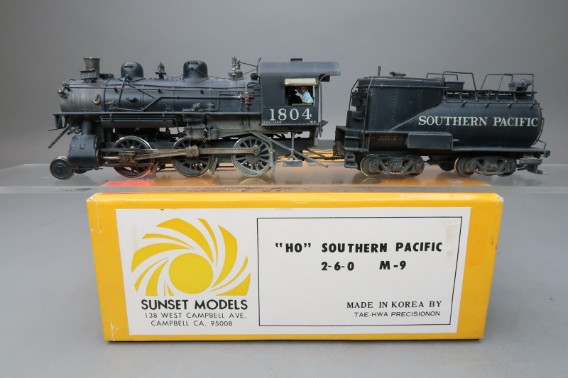 1804
SOUTHERN PACIFIC
SUNSET MODELS
138 WEST CAMPBELL AVE.
CAMPBELL CA. 95008
"HO" SOUTHERN PACIFIC
2-6-0 M-9
MADE IN KOREA BY
TAE-HWA PRECISIONON